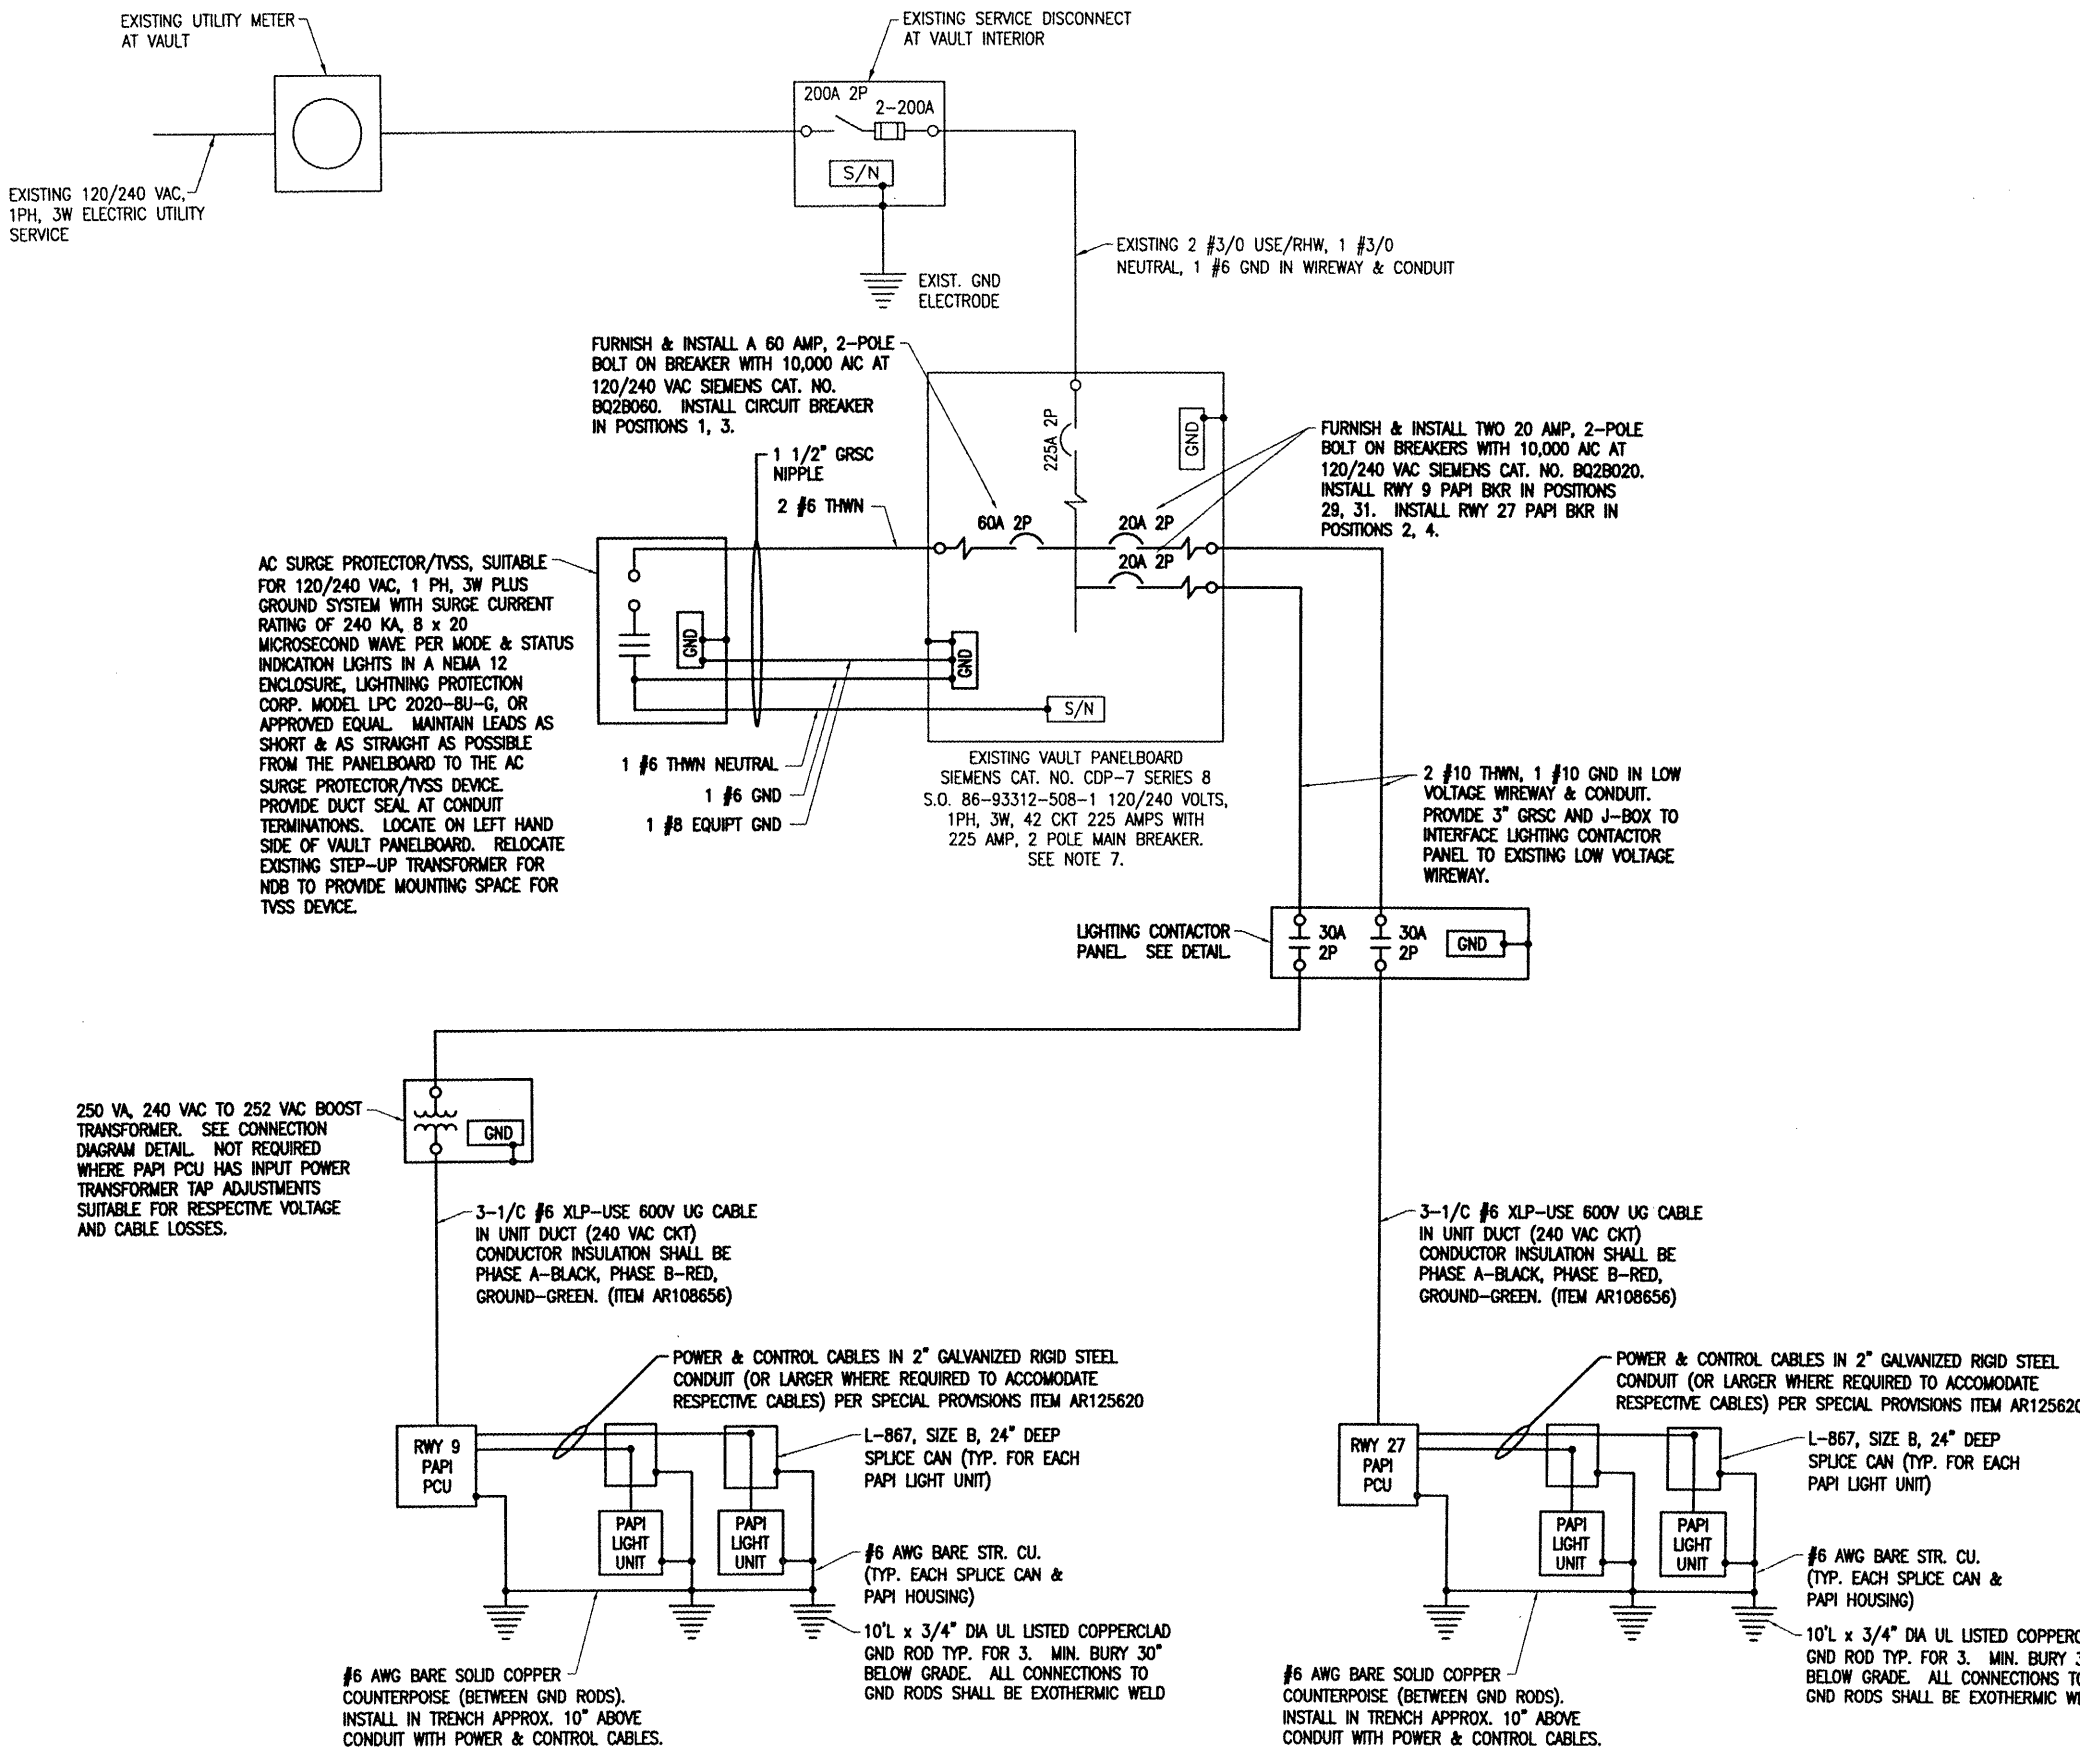 EXISTING UTILITY METER
AT VAULT
EXISTING SERVICE DISCONNECT
AT VAULT INTERIOR
200A 2P
2-200A
S/N
EXISTING 120/240 VAC,
1PH, 3W ELECTRIC UTILITY
SERVICE
EXIST. GND
ELECTRODE
EXISTING 2 #3/0 USE/RHW, 1 #3/0
NEUTRAL, 1 #6 GND IN WIREWAY & CONDUIT
FURNISH & INSTALL A 60 AMP, 2-POLE
BOLT ON BREAKER WITH 10,000 AIC AT
120/240 VAC SIEMENS CAT. NO.
BQ2B060. INSTALL CIRCUIT BREAKER
IN POSITIONS 1, 3.
1 1/2" GRSC
NIPPLE
2 #6 THWN
225A 2P
GND
60A 2P
20A 2P
20A 2P
FURNISH & INSTALL TWO 20 AMP, 2-POLE
BOLT ON BREAKERS WITH 10,000 AIC AT
120/240 VAC SIEMENS CAT. NO. BQ2B020.
INSTALL RWY 9 PAPI BKR IN POSITIONS
29, 31. INSTALL RWY 27 PAPI BKR IN
POSITIONS 2, 4.
AC SURGE PROTECTOR/TVSS, SUITABLE
FOR 120/240 VAC, 1 PH, 3W PLUS
GROUND SYSTEM WITH SURGE CURRENT
RATING OF 240 KA, 8 x 20
MICROSECOND WAVE PER MODE & STATUS
INDICATION LIGHTS IN A NEMA 12
ENCLOSURE, LIGHTNING PROTECTION
CORP. MODEL LPC 2020-8U-G, OR
APPROVED EQUAL. MAINTAIN LEADS AS
SHORT & AS STRAIGHT AS POSSIBLE
FROM THE PANELBOARD TO THE AC
SURGE PROTECTOR/TVSS DEVICE.
PROVIDE DUCT SEAL AT CONDUIT
TERMINATIONS. LOCATE ON LEFT HAND
SIDE OF VAULT PANELBOARD. RELOCATE
EXISTING STEP-UP TRANSFORMER FOR
NDB TO PROVIDE MOUNTING SPACE FOR
TVSS DEVICE.
GND
GND
S/N
1 #6 THWN NEUTRAL
1 #6 GND
1 #8 EQUIPT GND
EXISTING VAULT PANELBOARD
SIEMENS CAT. NO. CDP-7 SERIES 8
S.O. 86-93312-508-1 120/240 VOLTS,
1PH, 3W, 42 CKT 225 AMPS WITH
225 AMP, 2 POLE MAIN BREAKER.
SEE NOTE 7.
2 #10 THWN, 1 #10 GND IN LOW
VOLTAGE WIREWAY & CONDUIT.
PROVIDE 3" GRSC AND J-BOX TO
INTERFACE LIGHTING CONTACTOR
PANEL TO EXISTING LOW VOLTAGE
WIREWAY.
LIGHTING CONTACTOR
PANEL. SEE DETAIL.
30A
2P
30A
2P
GND
250 VA, 240 VAC TO 252 VAC BOOST
TRANSFORMER. SEE CONNECTION
DIAGRAM DETAIL. NOT REQUIRED
WHERE PAPI PCU HAS INPUT POWER
TRANSFORMER TAP ADJUSTMENTS
SUITABLE FOR RESPECTIVE VOLTAGE
AND CABLE LOSSES.
GND
3-1/C #6 XLP-USE 600V UG CABLE
IN UNIT DUCT (240 VAC CKT)
CONDUCTOR INSULATION SHALL BE
PHASE A-BLACK, PHASE B-RED,
GROUND-GREEN. (ITEM AR108656)
3-1/C #6 XLP-USE 600V UG CABLE
IN UNIT DUCT (240 VAC CKT)
CONDUCTOR INSULATION SHALL BE
PHASE A-BLACK, PHASE B-RED,
GROUND-GREEN. (ITEM AR108656)
POWER & CONTROL CABLES IN 2" GALVANIZED RIGID STEEL
CONDUIT (OR LARGER WHERE REQUIRED TO ACCOMODATE
RESPECTIVE CABLES) PER SPECIAL PROVISIONS ITEM AR125620
RWY 9
PAPI
PCU
L-867, SIZE B, 24" DEEP
SPLICE CAN (TYP. FOR EACH
PAPI LIGHT UNIT)
PAPI
LIGHT
UNIT
PAPI
LIGHT
UNIT
#6 AWG BARE STR. CU.
(TYP. EACH SPLICE CAN &
PAPI HOUSING)
10'L x 3/4" DIA UL LISTED COPPERCLAD
GND ROD TYP. FOR 3. MIN. BURY 30"
BELOW GRADE. ALL CONNECTIONS TO
GND RODS SHALL BE EXOTHERMIC WELD
#6 AWG BARE SOLID COPPER
COUNTERPOISE (BETWEEN GND RODS).
INSTALL IN TRENCH APPROX. 10" ABOVE
CONDUIT WITH POWER & CONTROL CABLES.
POWER & CONTROL CABLES IN 2" GALVANIZED RIGID STEEL
CONDUIT (OR LARGER WHERE REQUIRED TO ACCOMODATE
RESPECTIVE CABLES) PER SPECIAL PROVISIONS ITEM AR125620
RWY 27
PAPI
PCU
L-867, SIZE B, 24" DEEP
SPLICE CAN (TYP. FOR EACH
PAPI LIGHT UNIT)
PAPI
LIGHT
UNIT
PAPI
LIGHT
UNIT
#6 AWG BARE STR. CU.
(TYP. EACH SPLICE CAN &
PAPI HOUSING)
10'L x 3/4" DIA UL LISTED
GND ROD TYP. FOR 3. MIN. BURY
BELOW GRADE. ALL CONNECTIONS
GND RODS SHALL BE EXOTHERMIC
#6 AWG BARE SOLID COPPER
COUNTERPOISE (BETWEEN GND RODS).
INSTALL IN TRENCH APPROX. 10" ABOVE
CONDUIT WITH POWER & CONTROL CABLES.